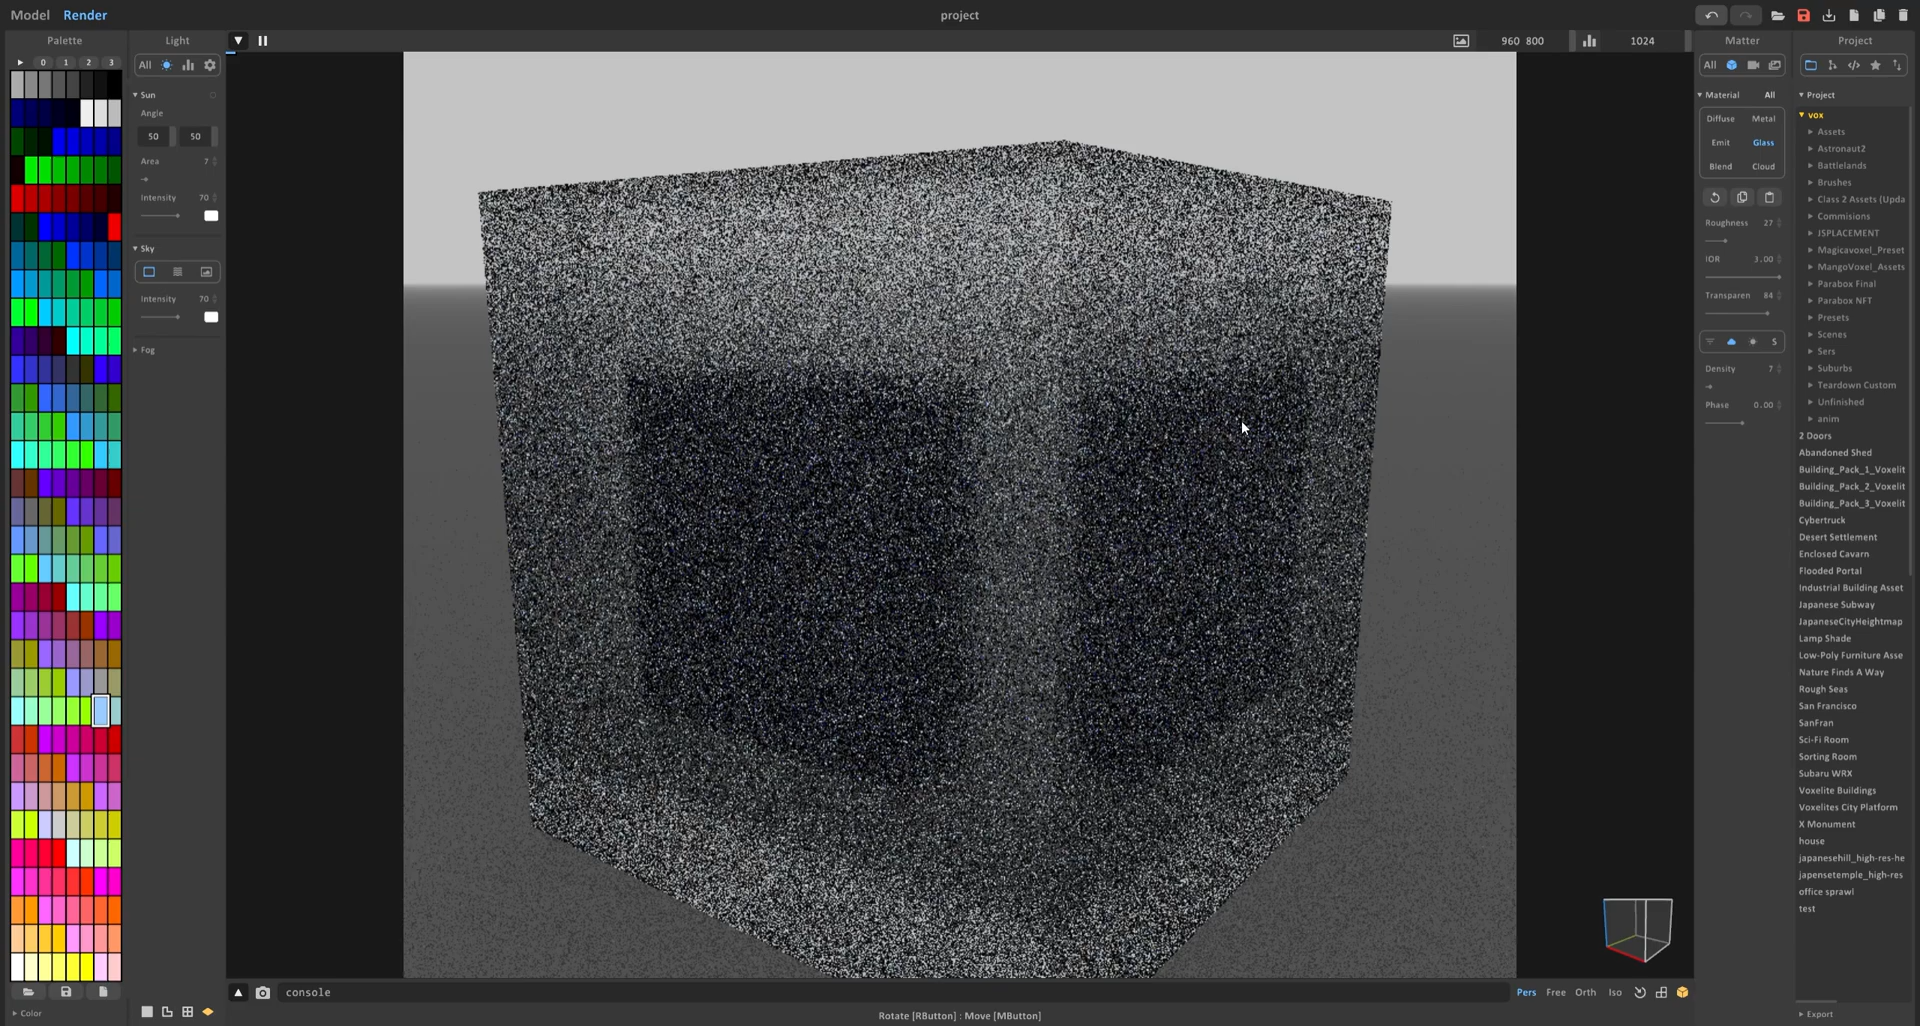 Model Render
project
Palette
Light
960 800
1024
Matter
Project
0 1 2 3
All
All
Sun
Angle
50 50
Area 7
Intensity 70
Sky
Intensity 70
Fog
Material All
Diffuse Metal
Emit Glass
Blend Cloud
Roughness 27
IOR 3.00
Transparen 84
S
Density 7
Phase 0.00
Project
vox
Assets
Astronaut2
Battlelands
Brushes
Class 2 Assets (Upda
Commisions
JSPLACEMENT
Magicavoxel_Preset
MangoVoxel_Assets
Parabox Final
Parabox NFT
Presets
Scenes
Sers
Suburbs
Teardown Custom
Unfinished
anim
2 Doors
Abandoned Shed
Building_Pack_1_Voxelit
Building_Pack_2_Voxelit
Building_Pack_3_Voxelit
Cybertruck
Desert Settlement
Enclosed Cavarn
Flooded Portal
Industrial Building Asset
Japanese Subway
JapaneseCityHeightmap
Lamp Shade
Low-Poly Furniture Asse
Nature Finds A Way
Rough Seas
San Francisco
SanFran
Sci-Fi Room
Sorting Room
Subaru WRX
Voxelite Buildings
Voxelites City Platform
X Monument
house
japanesehill_high-res-he
japensetemple_high-res
office sprawl
test
console
Pers Free Orth Iso
Color
Rotate [RButton] : Move [MButton]
Export